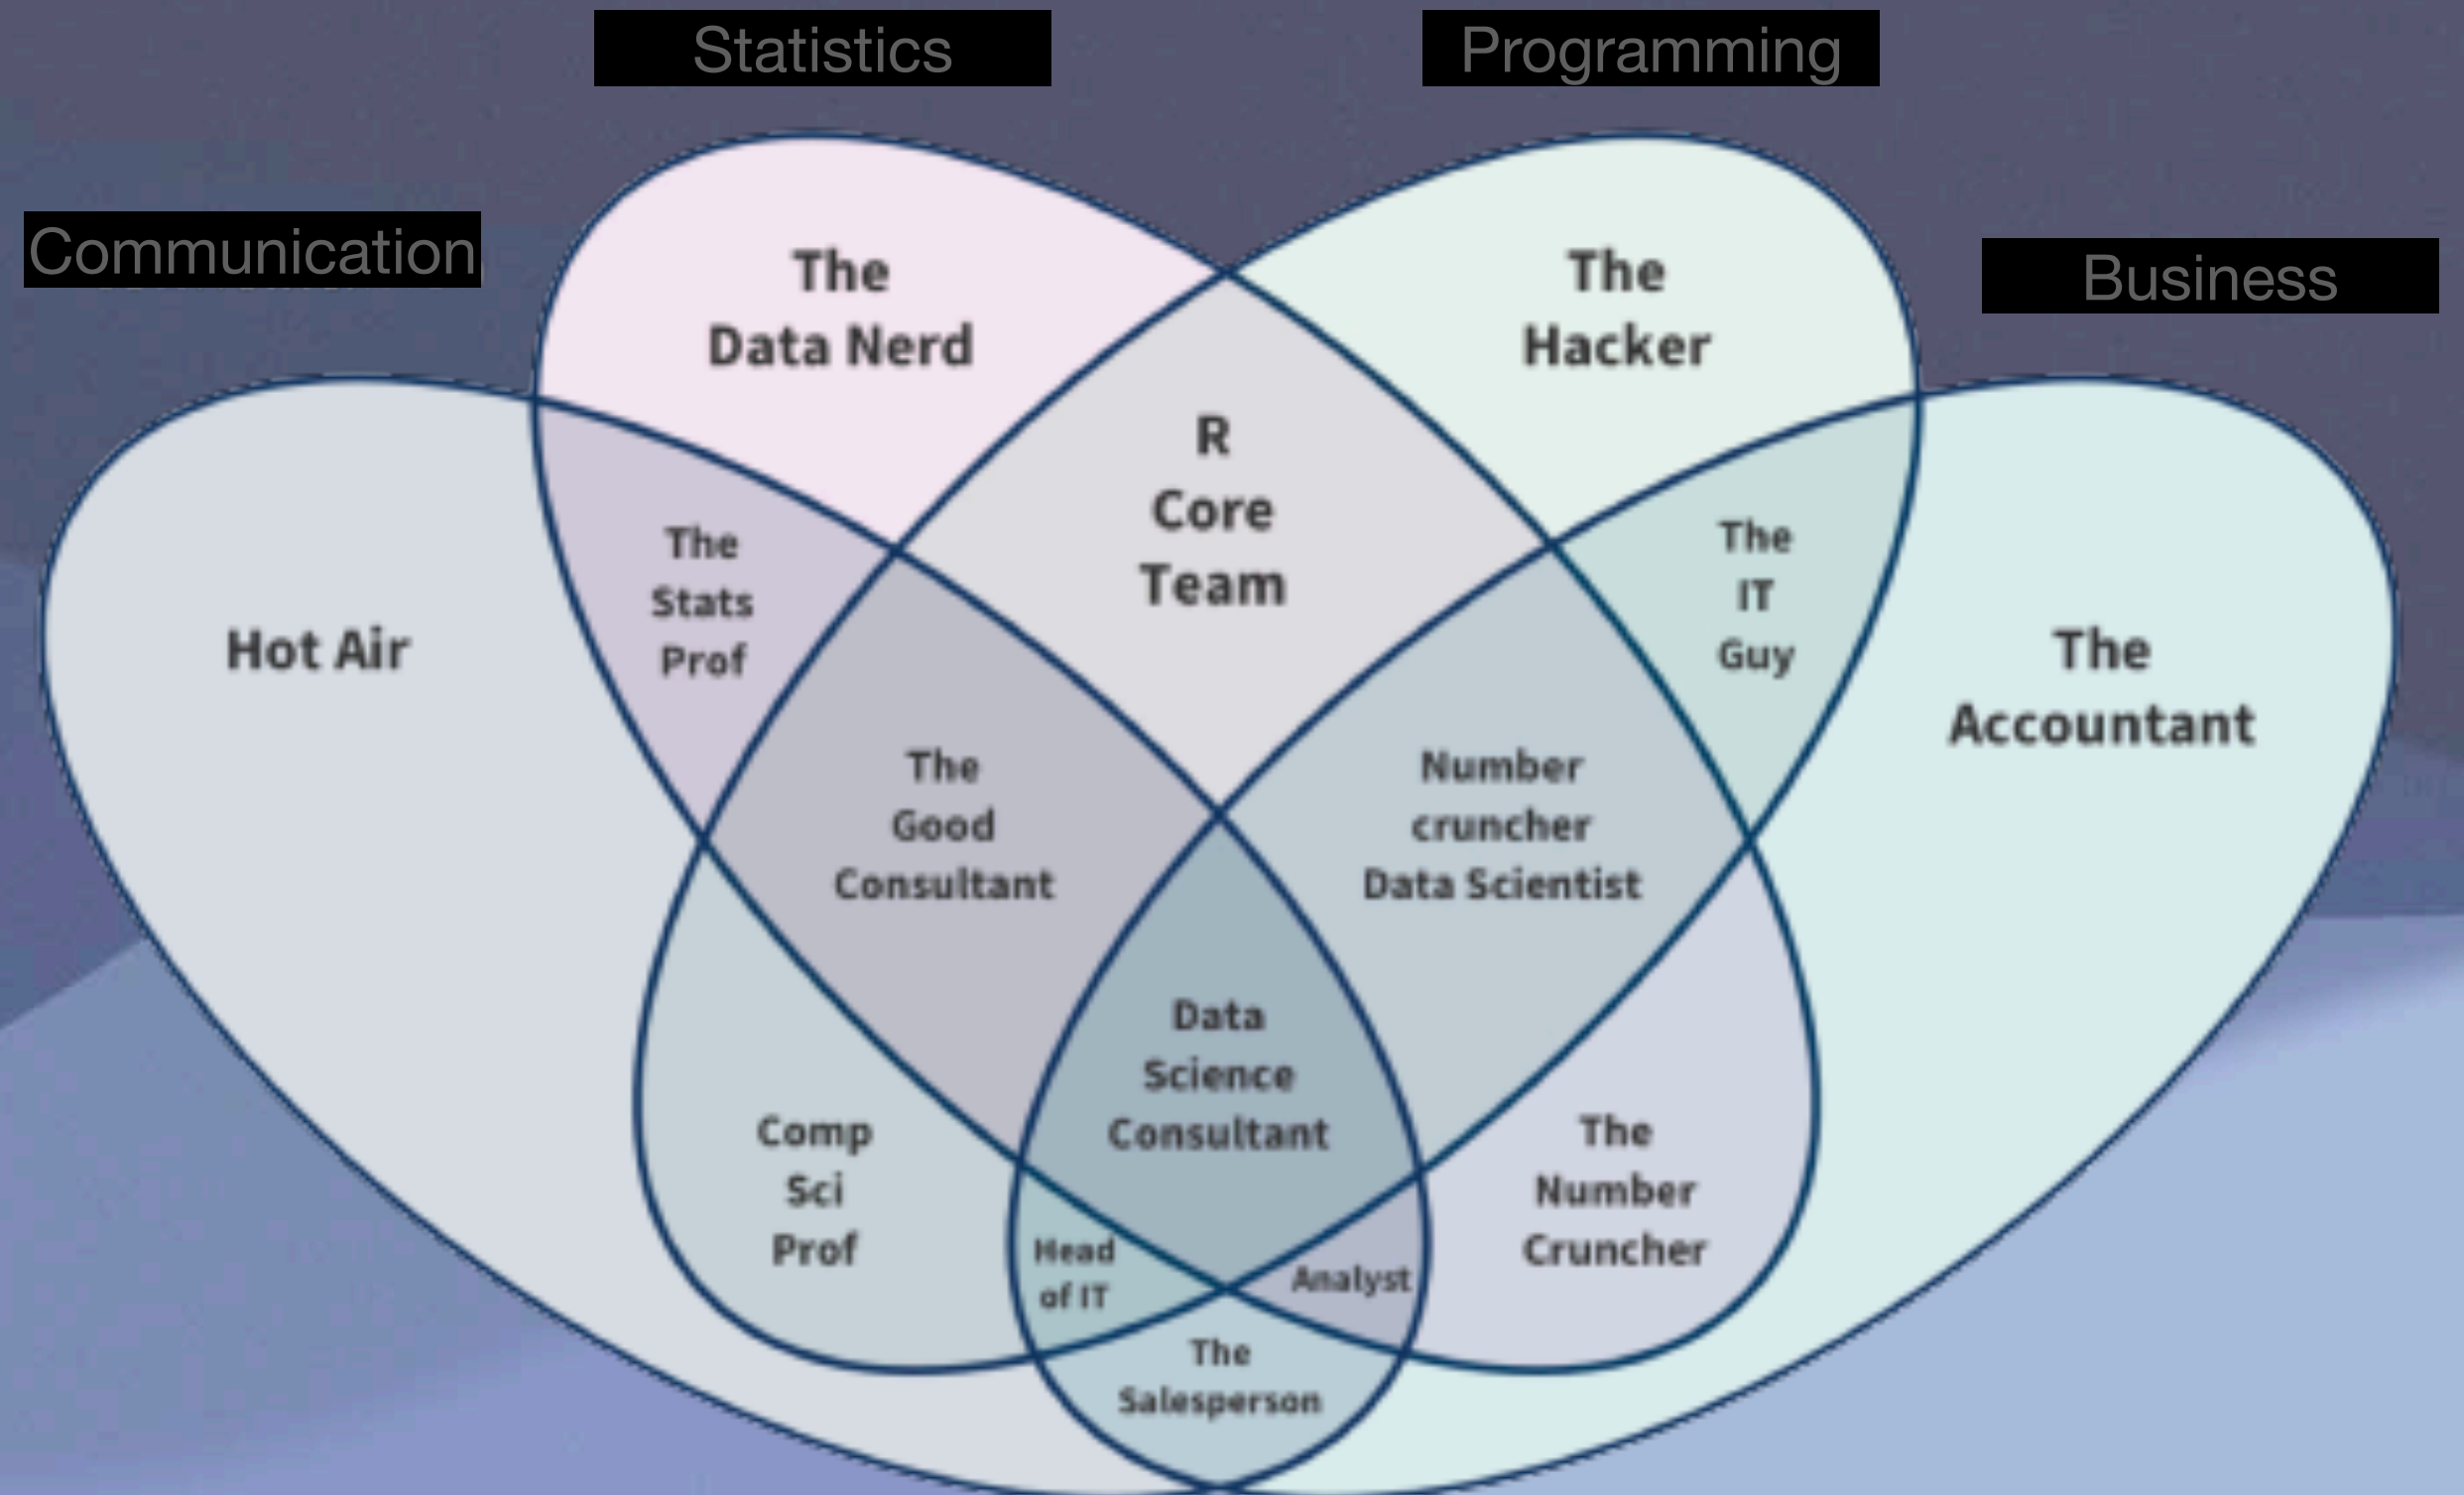 Statistics
Programming
Communication
Business
The
Data Nerd
The
Hacker
R
Core
Team
The
Stats
Prof
The
IT
Guy
Hot Air
The
Accountant
The
Good
Consultant
Number
cruncher
Data Scientist
Data
Science
Consultant
Comp
Sci
Prof
The
Number
Cruncher
Head
of IT
Analyst
The
Salesperson